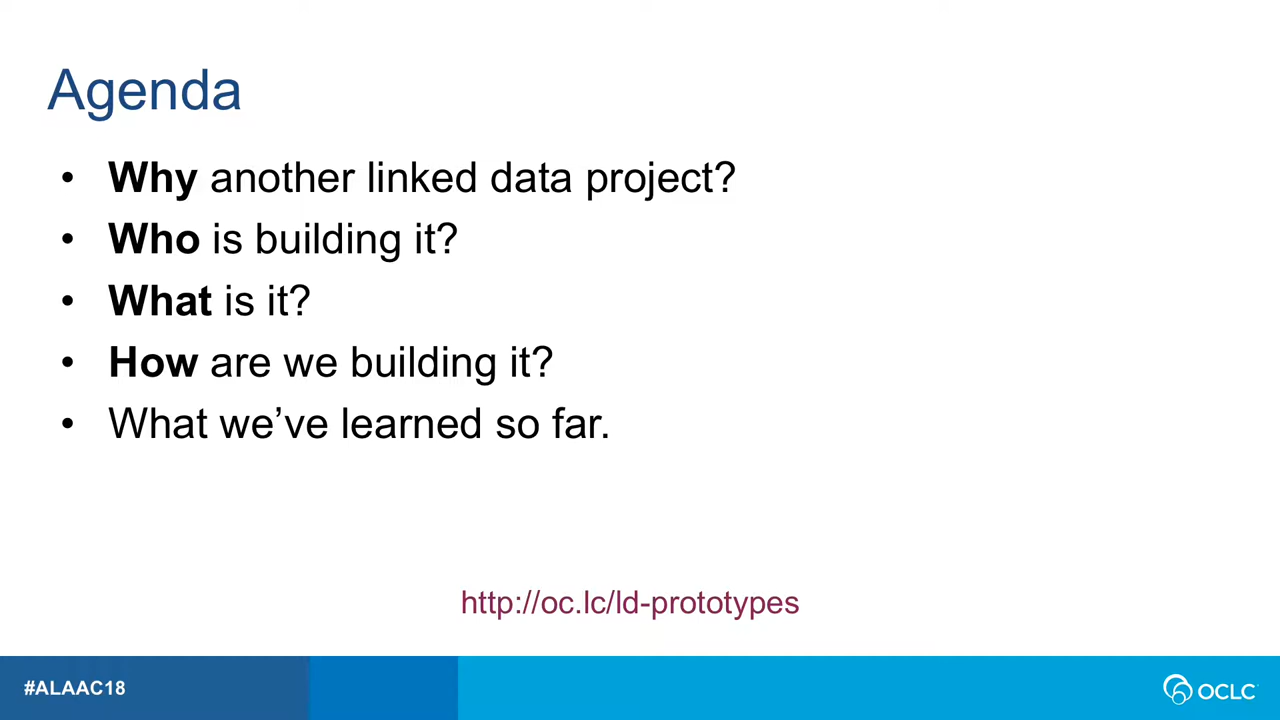 Agenda
• Why another linked data project?
• Who is building it?
• What is it?
• How are we building it?
• What we’ve learned so far.
http://oc.lc/ld-prototypes
#ALAAC18
OCLC